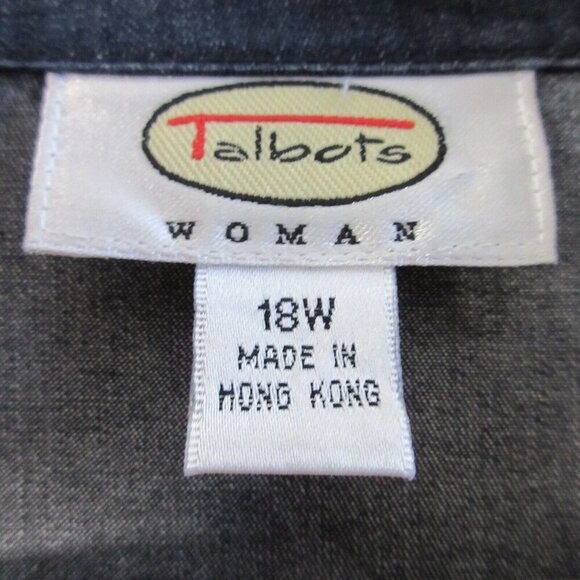 Talbots
WOMAN
18W
MADE IN
HONG KONG